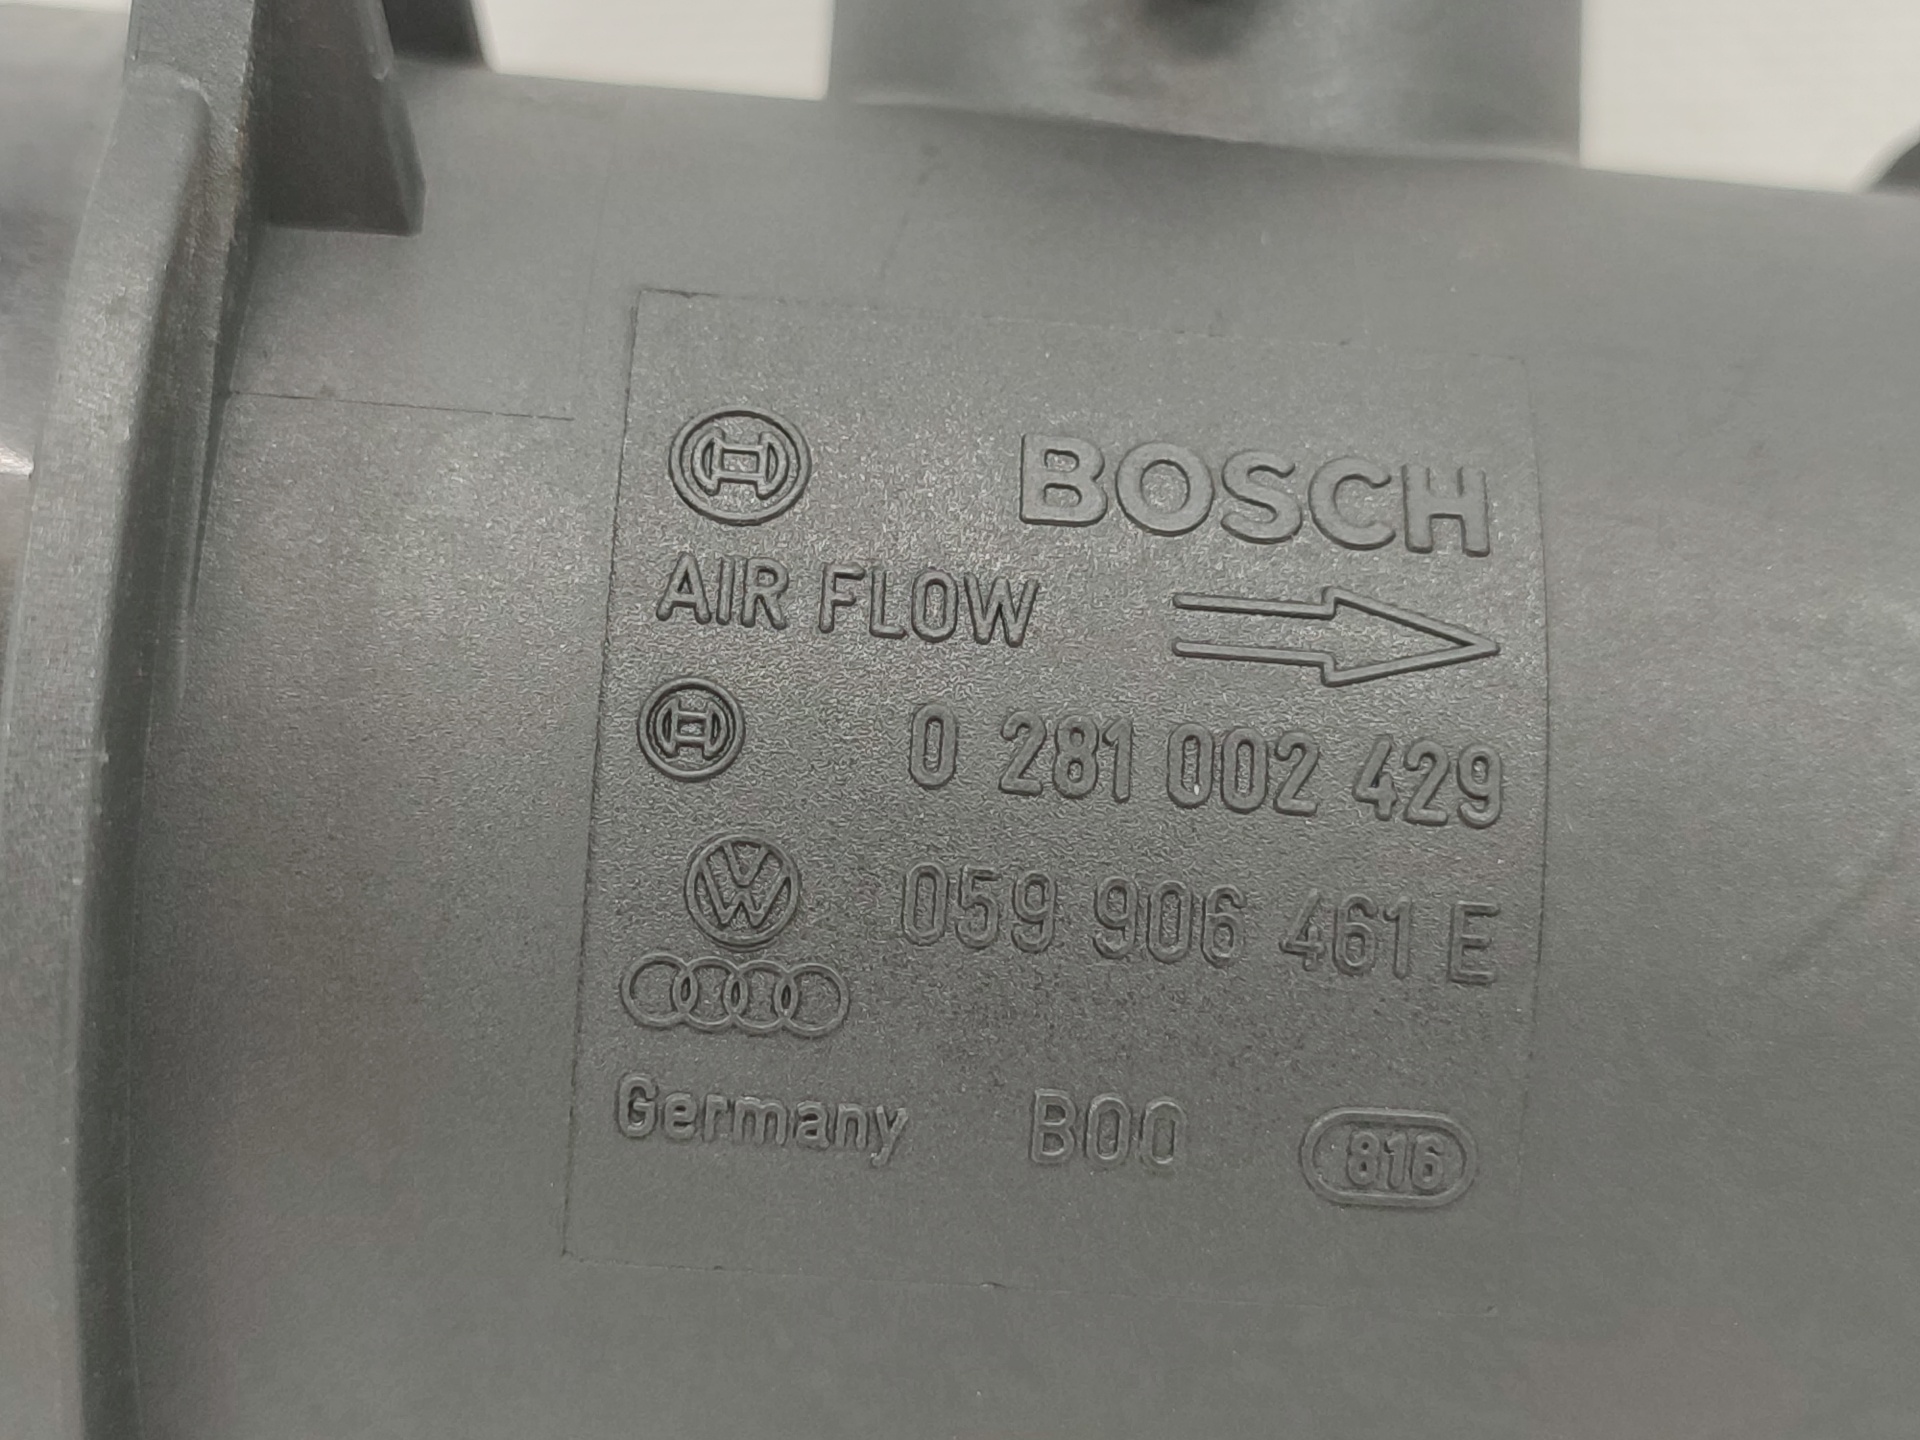 BOSCH
AIR FLOW
0 281 002 429
059 906 461 E
Germany B00 816